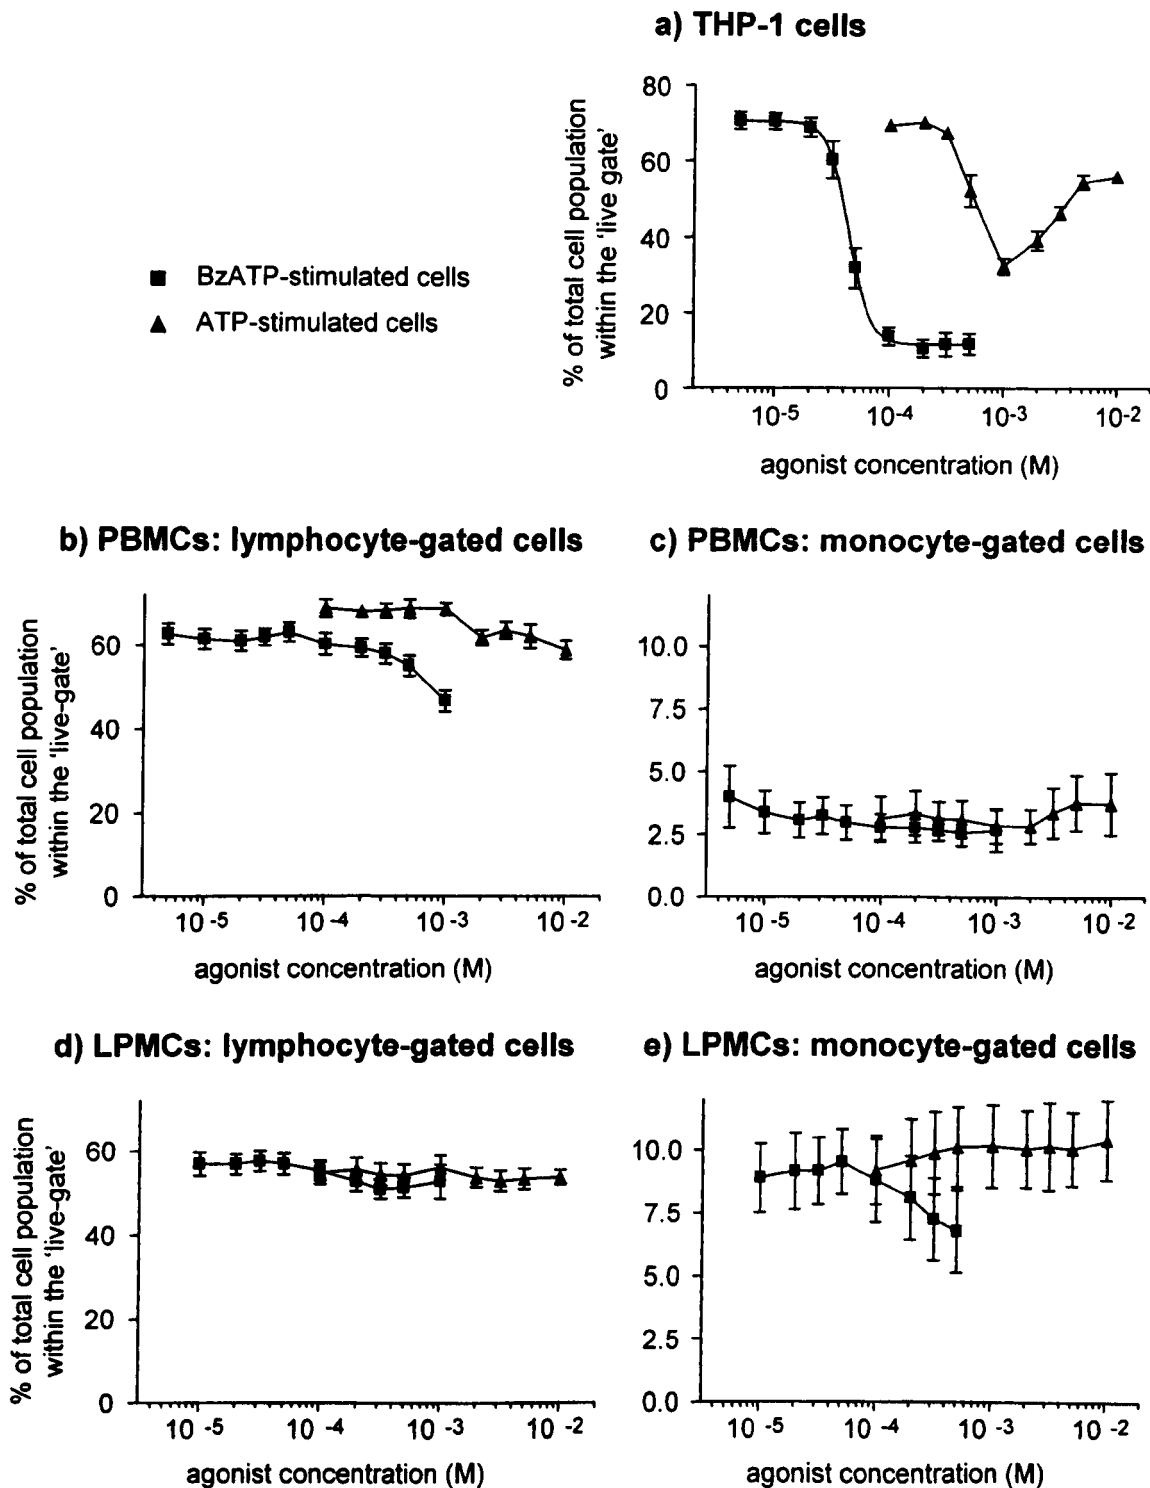 a) THP-1 cells
% of total cell population
within the 'live gate'
80
60
40
20
0
10-5
10-4
10-3
10-2
agonist concentration (M)
BzATP-stimulated cells
ATP-stimulated cells
b) PBMCs: lymphocyte-gated cells
% of total cell population
within the 'live-gate'
60
40
20
0
10-5
10-4
10-3
10-2
agonist concentration (M)
c) PBMCs: monocyte-gated cells
10.0
7.5
5.0
2.5
0.0
10-5
10-4
10-3
10-2
agonist concentration (M)
d) LPMCs: lymphocyte-gated cells
% of total cell population
within the 'live-gate'
60
40
20
0
10-5
10-4
10-3
10-2
agonist concentration (M)
e) LPMCs: monocyte-gated cells
10.0
7.5
5.0
2.5
0.0
10-5
10-4
10-3
10-2
agonist concentration (M)